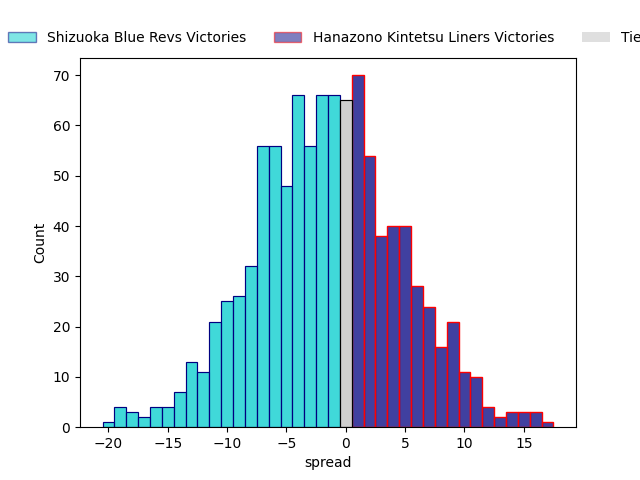 Shizuoka Blue Revs Victories Hanazono Kintetsu Liners Victories Tie
70
60
50
40
30
20
10
0
Count
−20 −15 −10 −5 0 5 10 15
spread